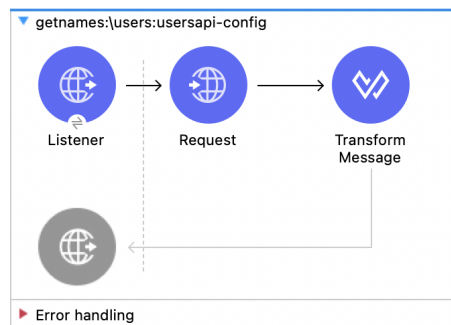 getnames:\users:usersapi-config
Listener
Request
Transform
Message
Error handling